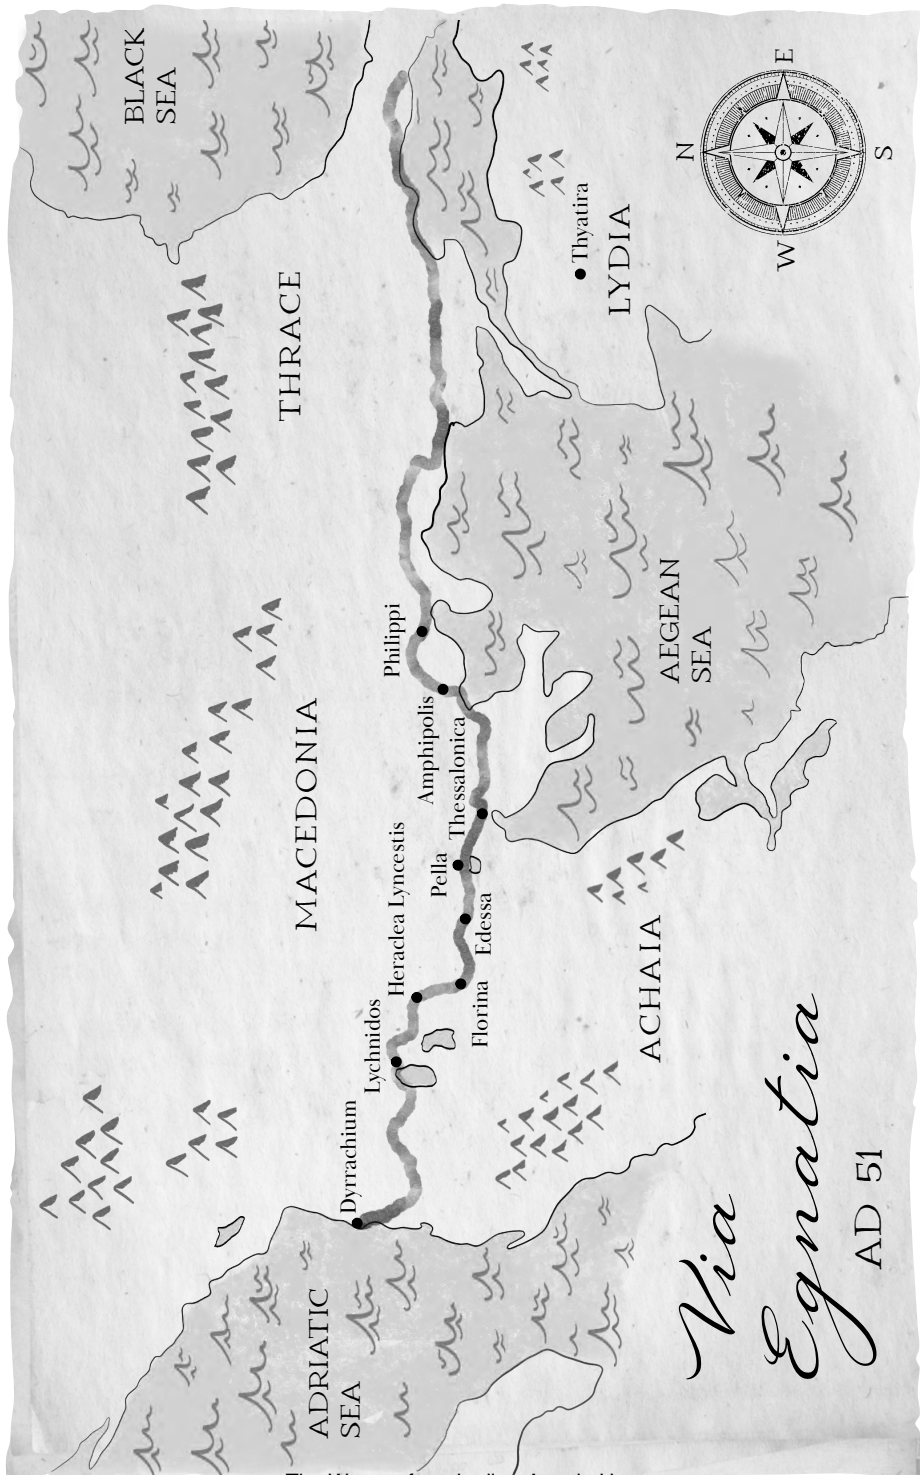 BLACK
SEA
THRACE
MACEDONIA
Philippi
Amphipolis
Thessalonica
Pella
Edessa
Heraclea Lyncestis
Florina
Lychnidos
Dyrrachium
ADRIATIC
SEA
ACHAIA
AEGEAN
SEA
Thyatira
LYDIA
N
E
S
W
Via
Egnatia
AD 51